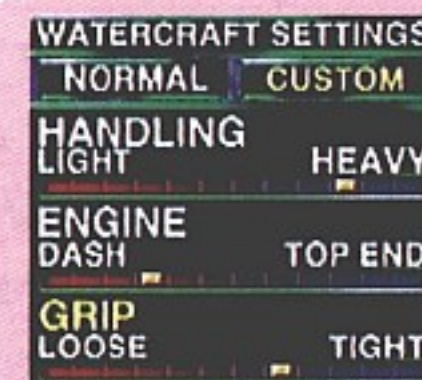 WATERCRAFT SETTINGS
NORMAL CUSTOM
HANDLING
LIGHT HEAVY
ENGINE
DASH TOP END
GRIP
LOOSE TIGHT